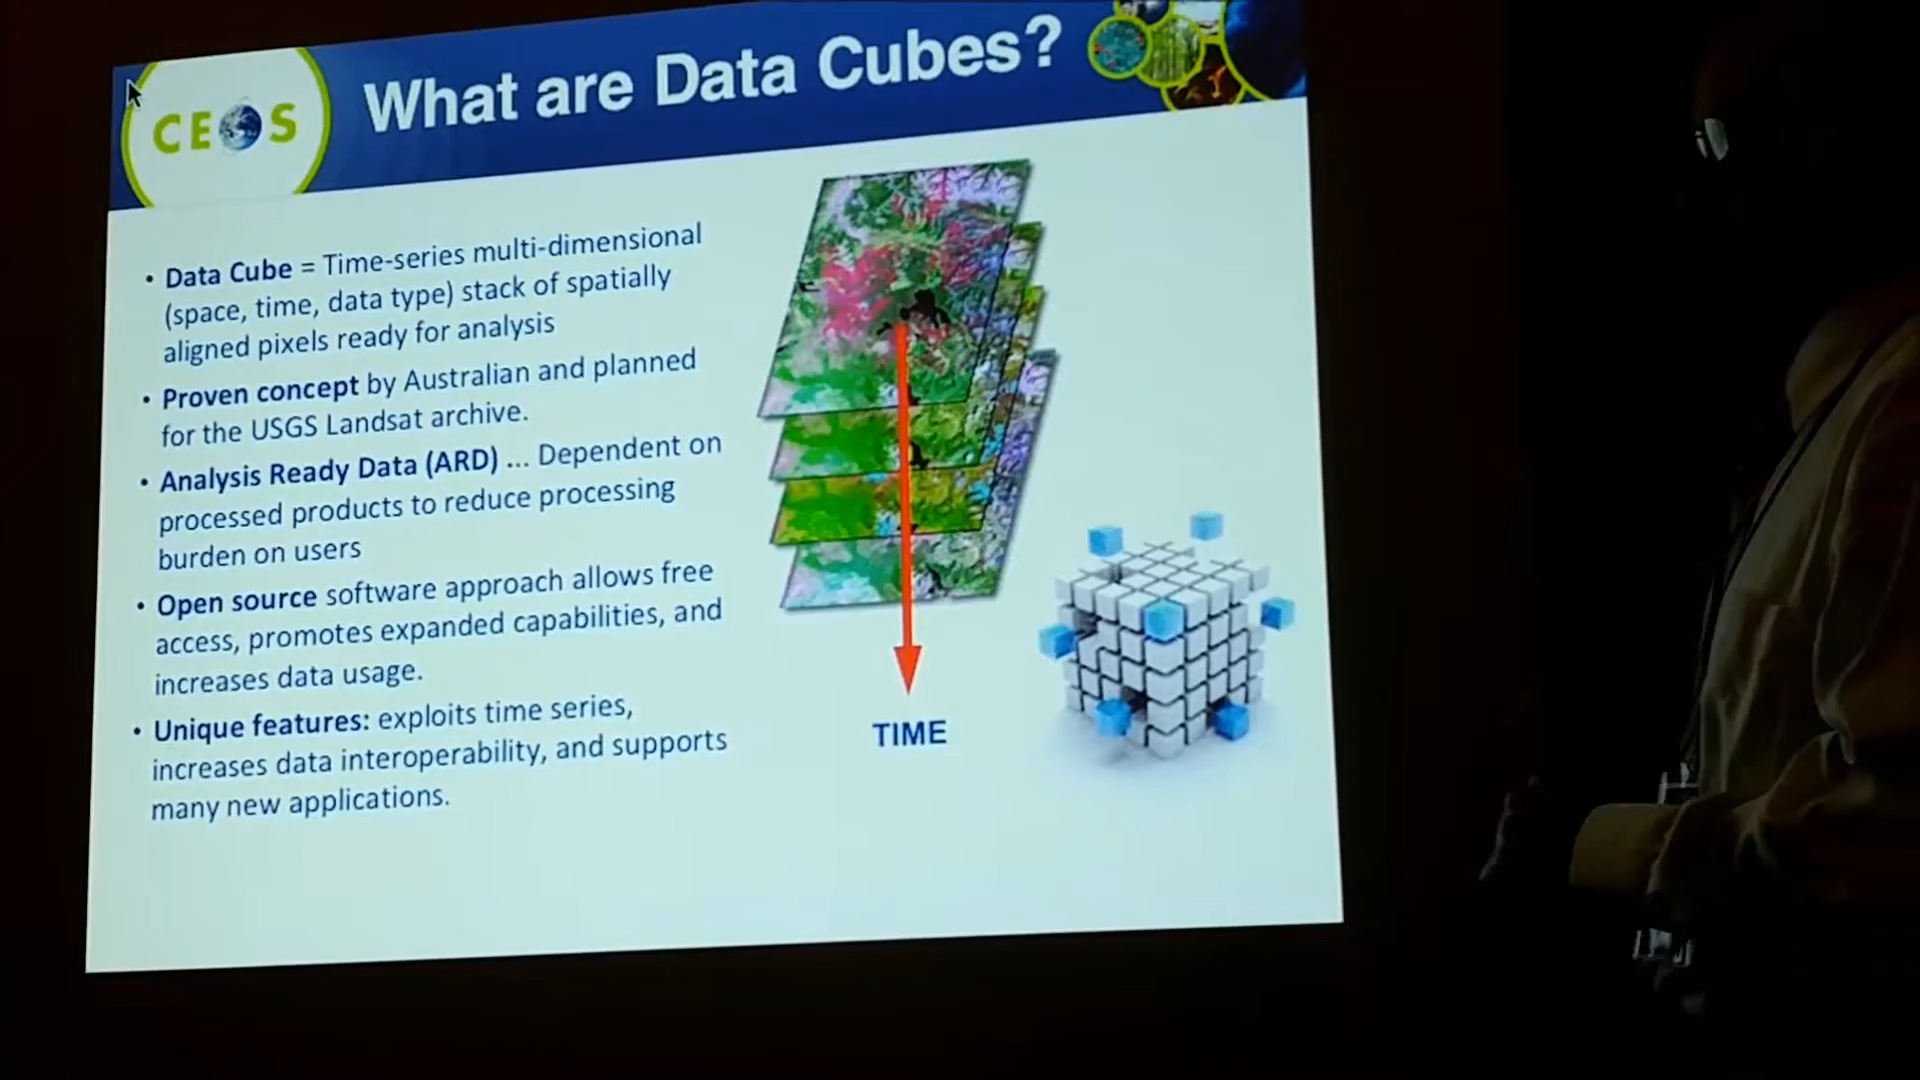 CEOS
What are Data Cubes?
• Data Cube = Time-series multi-dimensional
(space, time, data type) stack of spatially
aligned pixels ready for analysis
• Proven concept by Australian and planned
for the USGS Landsat archive.
• Analysis Ready Data (ARD) ... Dependent on
processed products to reduce processing
burden on users
• Open source software approach allows free
access, promotes expanded capabilities, and
increases data usage.
• Unique features: exploits time series,
increases data interoperability, and supports
many new applications.
TIME